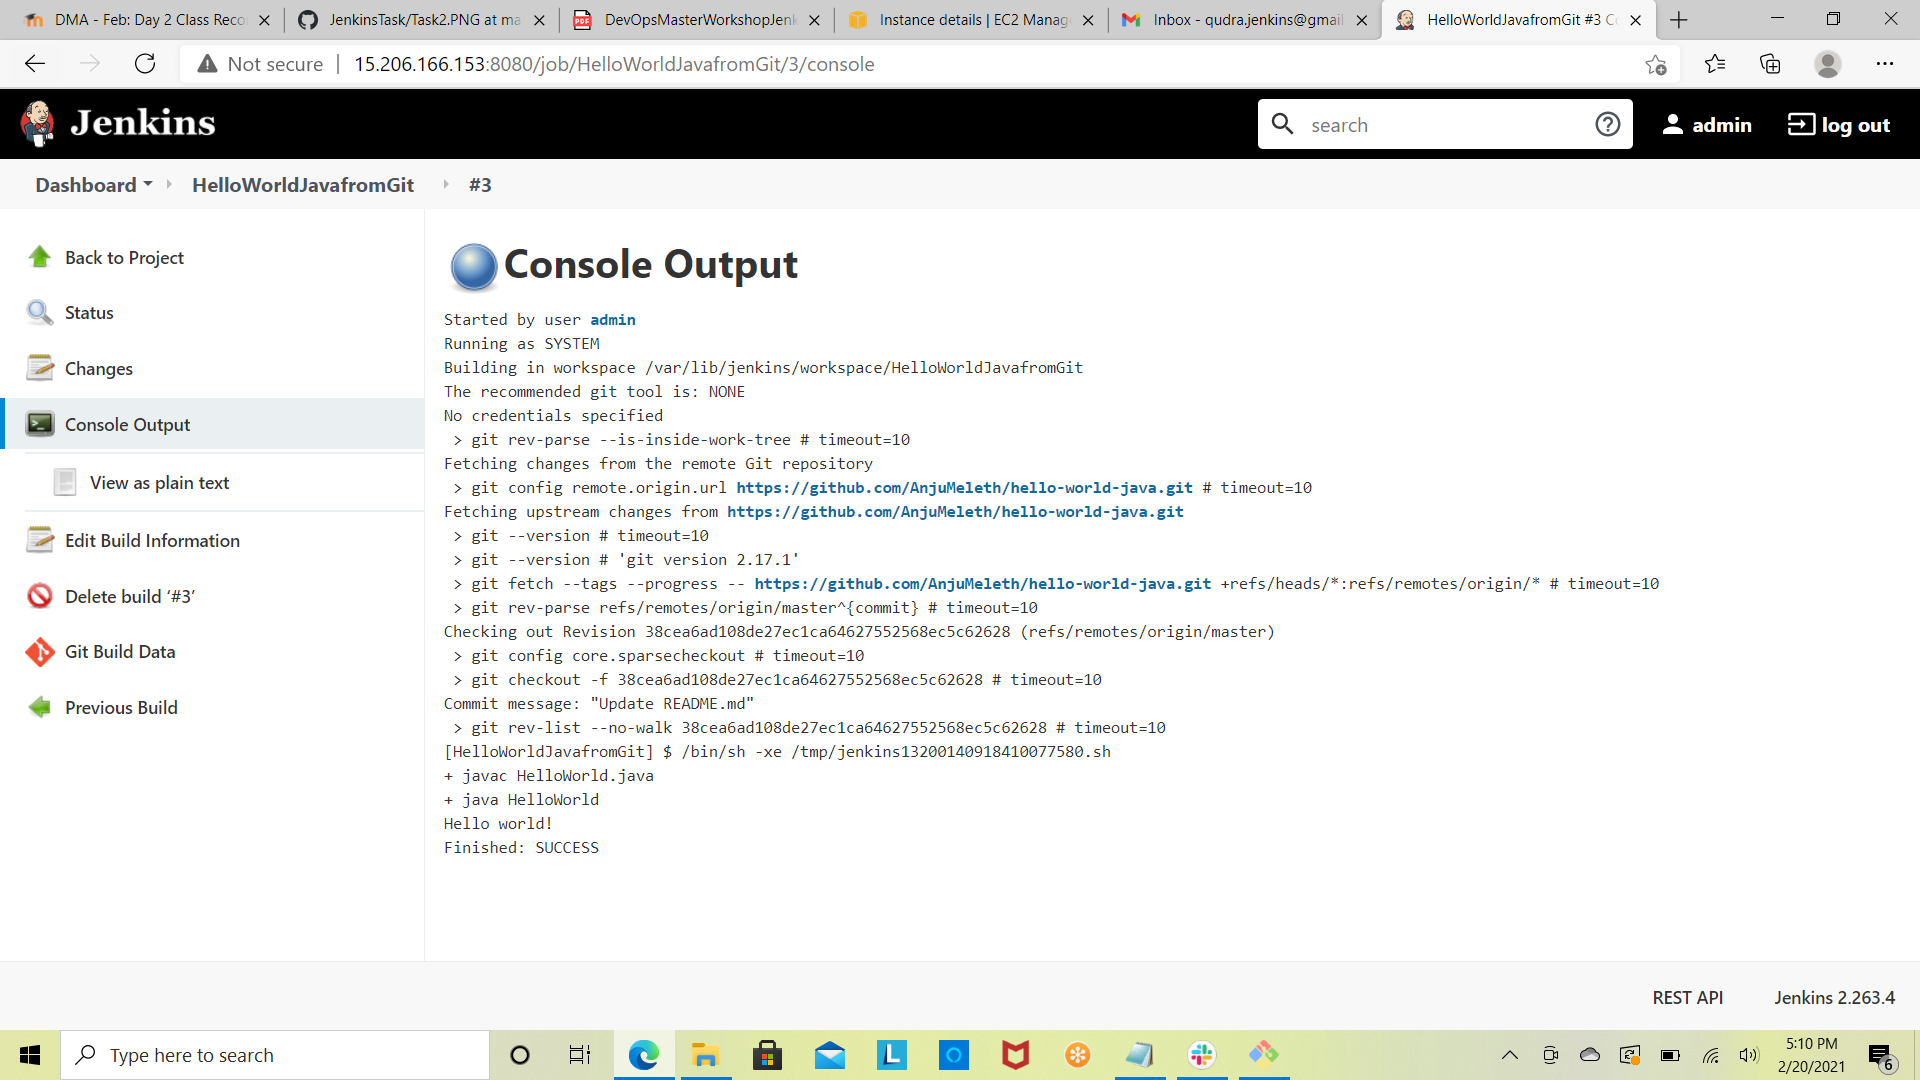 DMA - Feb: Day 2 Class Reco
JenkinsTask/Task2.PNG at ma
DevOpsMasterWorkshopJenk
Instance details | EC2 Manag
Inbox - qudra.jenkins@gmail
HelloWorldJavafromGit #3 Co
Not secure | 15.206.166.153:8080/job/HelloWorldJavafromGit/3/console
Jenkins
search
admin
log out
Dashboard
HelloWorldJavafromGit
#3
Back to Project
Status
Changes
Console Output
View as plain text
Edit Build Information
Delete build ‘#3’
Git Build Data
Previous Build
Console Output
Started by user admin
Running as SYSTEM
Building in workspace /var/lib/jenkins/workspace/HelloWorldJavafromGit
The recommended git tool is: NONE
No credentials specified
> git rev-parse --is-inside-work-tree # timeout=10
Fetching changes from the remote Git repository
> git config remote.origin.url https://github.com/AnjuMeleth/hello-world-java.git # timeout=10
Fetching upstream changes from https://github.com/AnjuMeleth/hello-world-java.git
> git --version # timeout=10
> git --version # 'git version 2.17.1'
> git fetch --tags --progress -- https://github.com/AnjuMeleth/hello-world-java.git +refs/heads/*:refs/remotes/origin/* # timeout=10
> git rev-parse refs/remotes/origin/master^{commit} # timeout=10
Checking out Revision 38cea6ad108de27ec1ca64627552568ec5c62628 (refs/remotes/origin/master)
> git config core.sparsecheckout # timeout=10
> git checkout -f 38cea6ad108de27ec1ca64627552568ec5c62628 # timeout=10
Commit message: "Update README.md"
> git rev-list --no-walk 38cea6ad108de27ec1ca64627552568ec5c62628 # timeout=10
[HelloWorldJavafromGit] $ /bin/sh -xe /tmp/jenkins13200140918410077580.sh
+ javac HelloWorld.java
+ java HelloWorld
Hello world!
Finished: SUCCESS
REST API
Jenkins 2.263.4
Type here to search
5:10 PM
2/20/2021
6